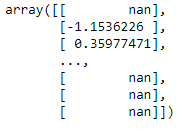 array([[        nan],
       [-1.1536226 ],
       [ 0.35977471],
       ...,
       [        nan],
       [        nan],
       [        nan]])